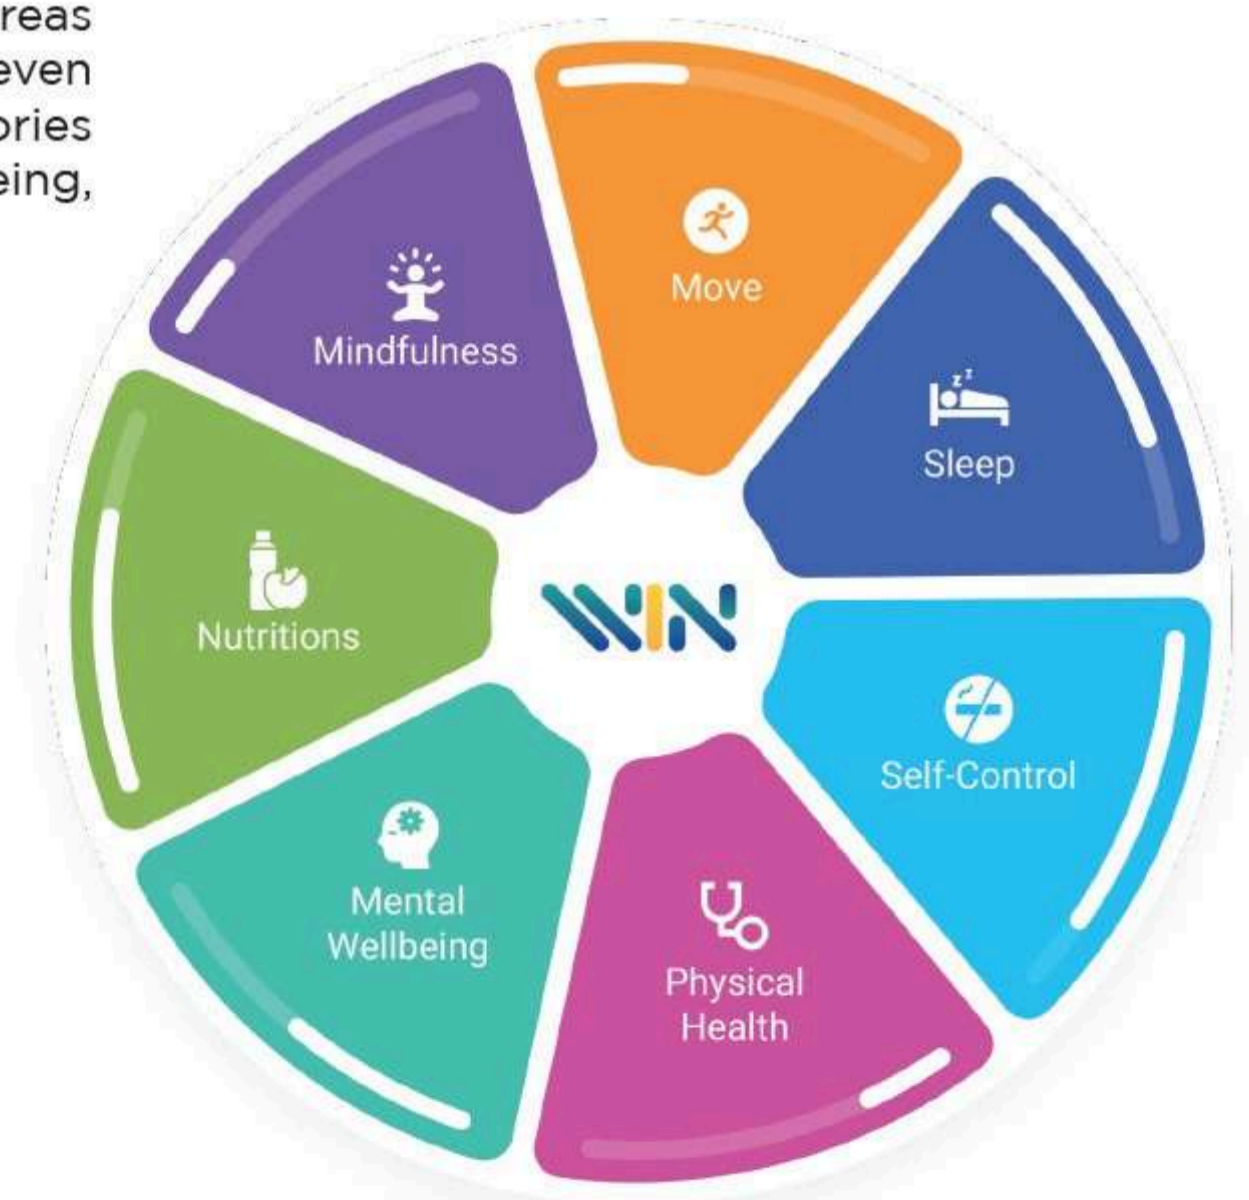 reas
even
ories
eing,
Move
Mindfulness
Sleep
z z
Nutritions
WIN
Self-Control
Mental
Wellbeing
Physical
Health